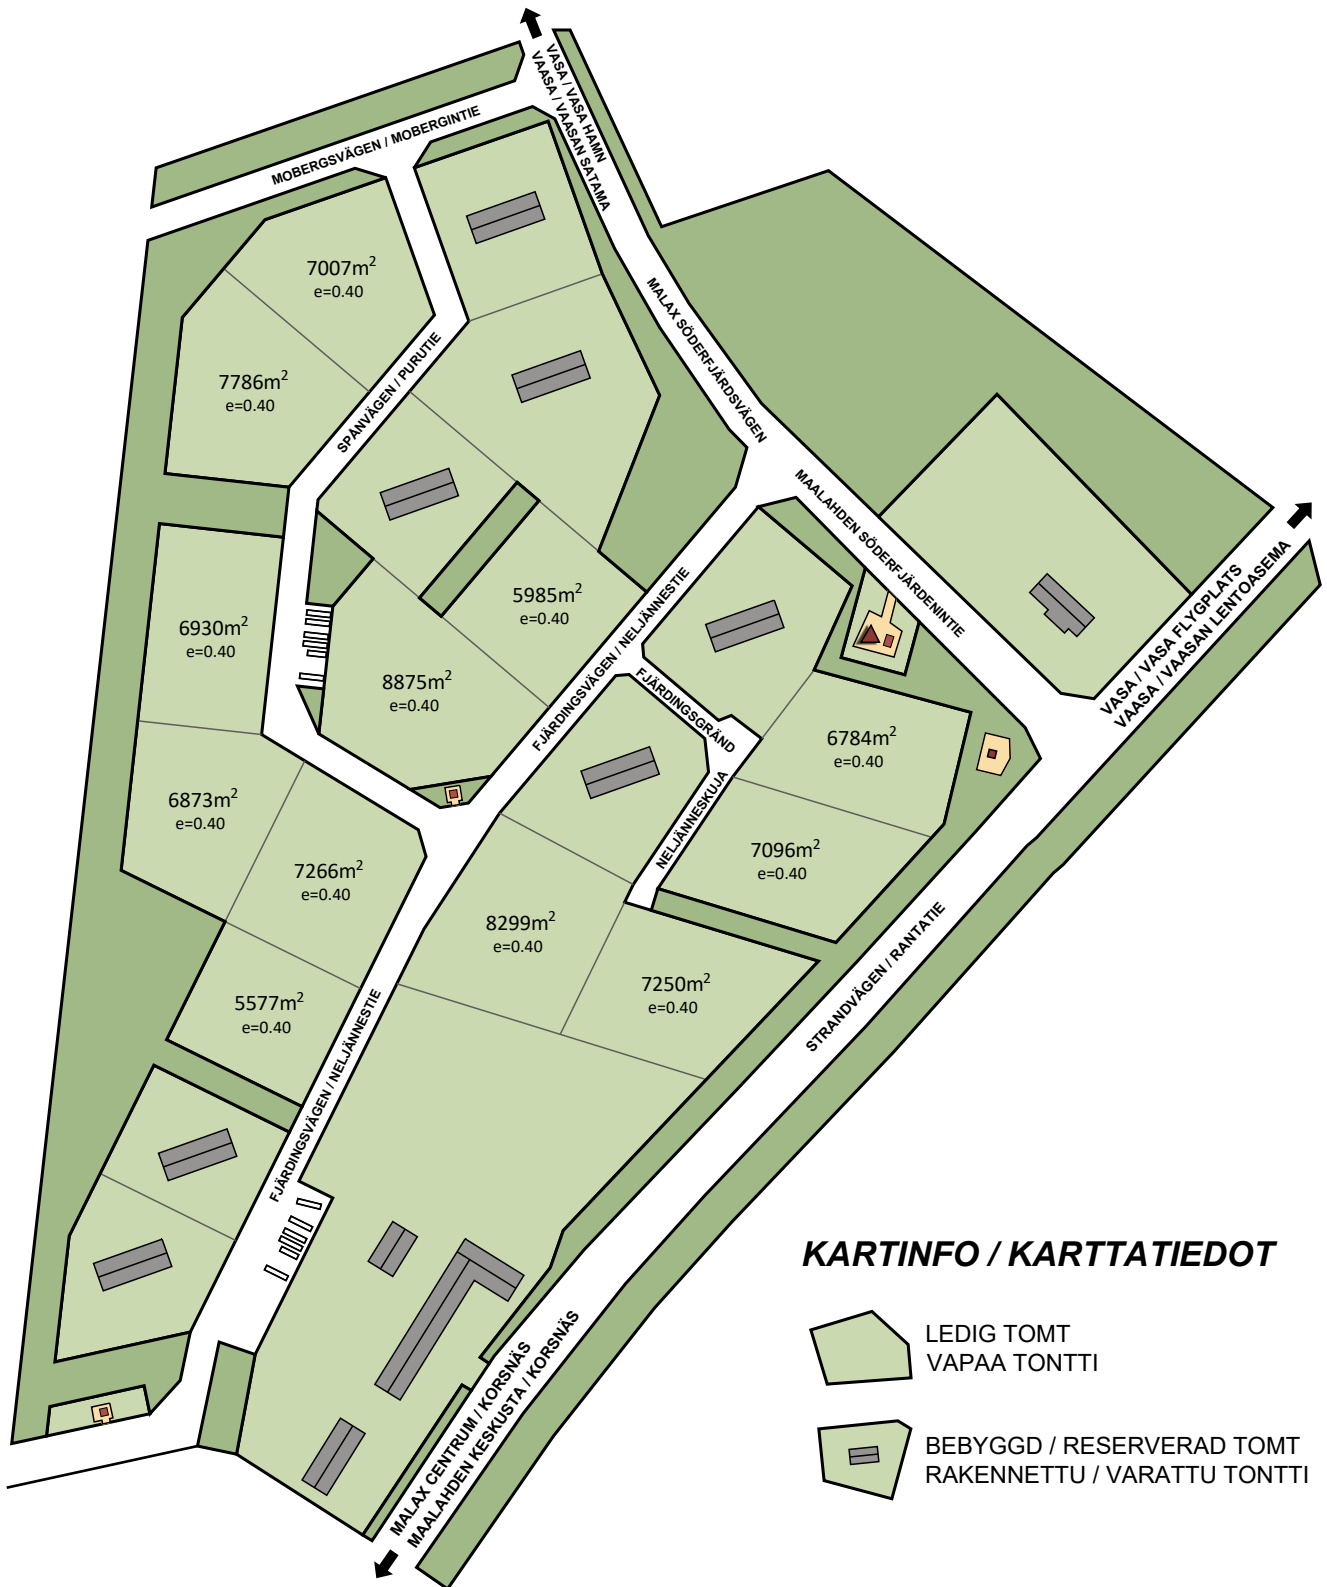 VASA / VASA HAMN
VAASA / VAASAN SATAMA
MOBERGSVÄGEN / MOBERGINTIE
7007m²
e=0.40
MALAX SÖDERFJÄRDSVÄGEN
7786m²
e=0.40
SPÅNVÄGEN / PURUTIE
MAALAHDEN SÖDERFJÄRDENINTIE
VASA / VASA FLYGPLATS
VAASA / VAASAN LENTOASEMA
5985m²
e=0.40
6930m²
e=0.40
8875m²
e=0.40
FJÄRDINGSVÄGEN / NELJÄNNESTIE
FJÄRDINGSGRÄND
NELJÄNNESKUJA
6784m²
e=0.40
6873m²
e=0.40
7096m²
e=0.40
7266m²
e=0.40
8299m²
e=0.40
7250m²
e=0.40
5577m²
e=0.40
STRANDVÄGEN / RANTATIE
FJÄRDINGSVÄGEN / NELJÄNNESTIE
KARTINFO / KARTTATIEDOT
LEDIG TOMT
VAPAA TONTTI
BEBYGGD / RESERVERAD TOMT
RAKENNETTU / VARATTU TONTTI
MALAX CENTRUM / KORSNÄS
MAALAHDEN KESKUSTA / KORSNÄS